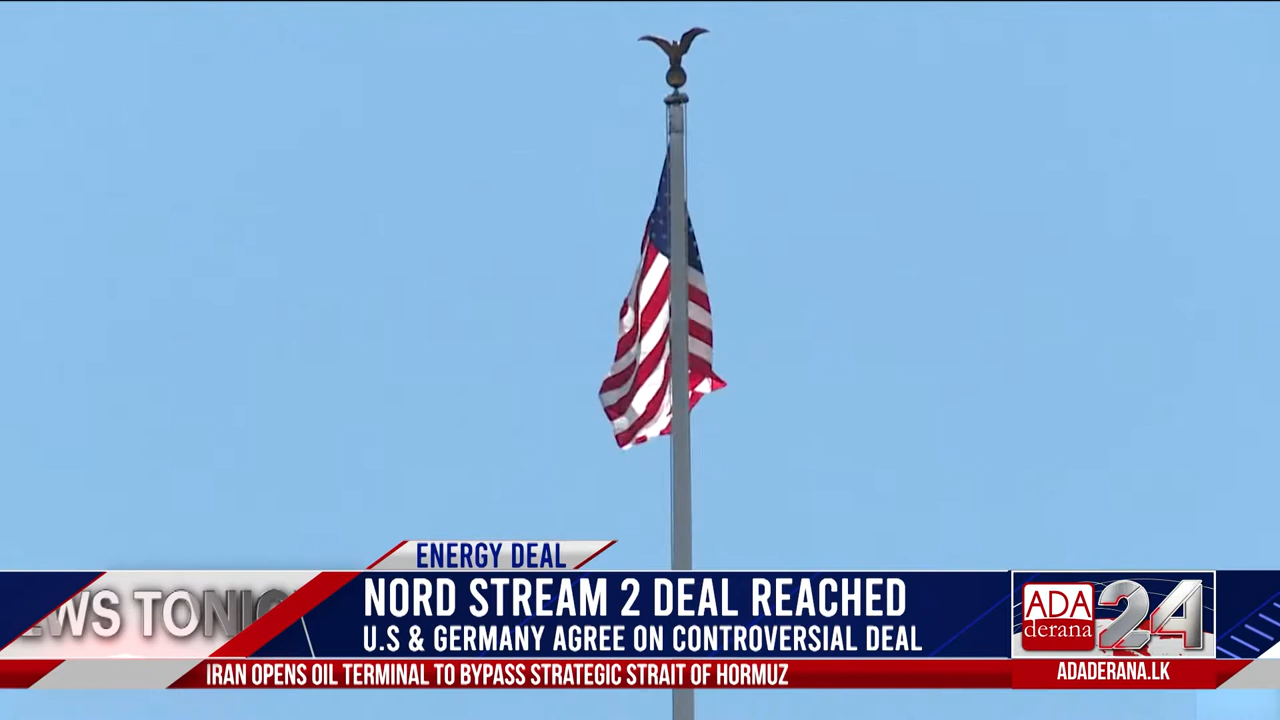 ENERGY DEAL
NORD STREAM 2 DEAL REACHED
U.S & GERMANY AGREE ON CONTROVERSIAL DEAL
IRAN OPENS OIL TERMINAL TO BYPASS STRATEGIC STRAIT OF HORMUZ
ADA
derana
24
ADADERANA.LK